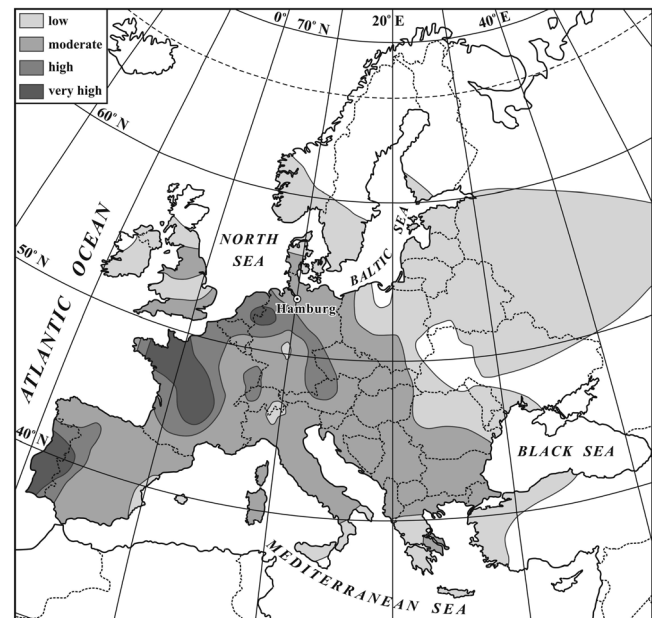 low
moderate
high
very high
0°
70° N
20° E
40° E
60° N
50° N
40° N
ATLANTIC OCEAN
NORTH
SEA
BALTIC SEA
Hamburg
BLACK SEA
MEDITERRANEAN SEA